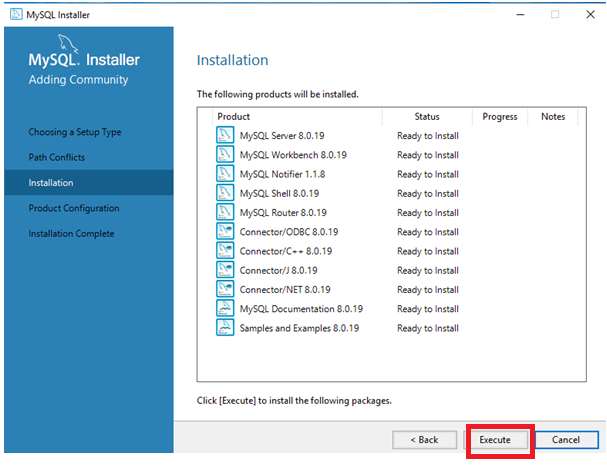 MySQL Installer
MySQL. Installer
Adding Community
Choosing a Setup Type
Path Conflicts
Installation
Product Configuration
Installation Complete
Installation
The following products will be installed.
Product Status Progress Notes
MySQL Server 8.0.19 Ready to Install
MySQL Workbench 8.0.19 Ready to Install
MySQL Notifier 1.1.8 Ready to Install
MySQL Shell 8.0.19 Ready to Install
MySQL Router 8.0.19 Ready to Install
Connector/ODBC 8.0.19 Ready to Install
Connector/C++ 8.0.19 Ready to Install
Connector/J 8.0.19 Ready to Install
Connector/NET 8.0.19 Ready to Install
MySQL Documentation 8.0.19 Ready to Install
Samples and Examples 8.0.19 Ready to Install
Click [Execute] to install the following packages.
< Back Execute Cancel